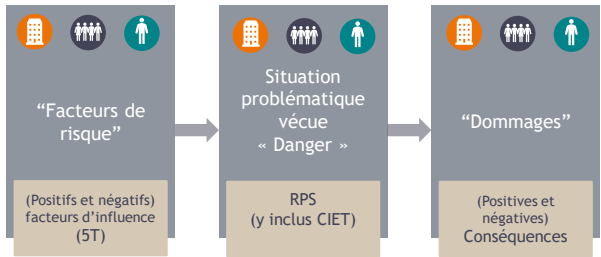 “Facteurs de
risque”
(Positifs et négatifs)
facteurs d’influence
(5T)
Situation
problématique
vécue
« Danger »
RPS
(y inclus CIET)
“Dommages”
(Positives et
négatives)
Conséquences